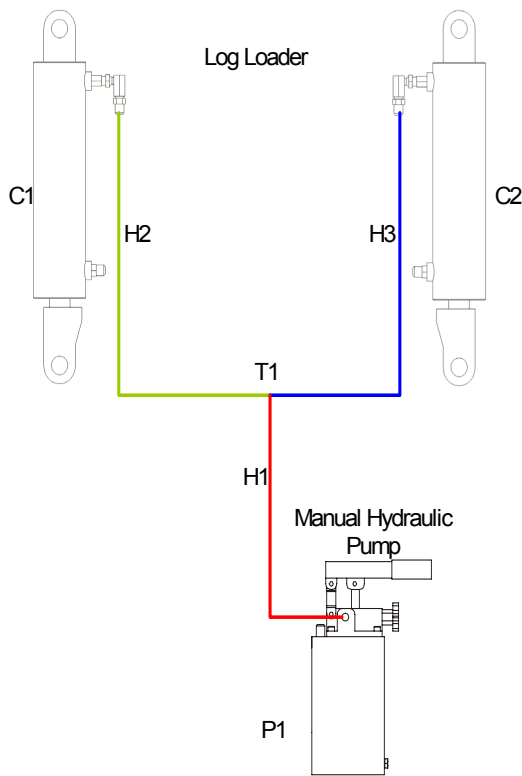 Log Loader
C1
C2
H2
H3
T1
H1
Manual Hydraulic
Pump
P1